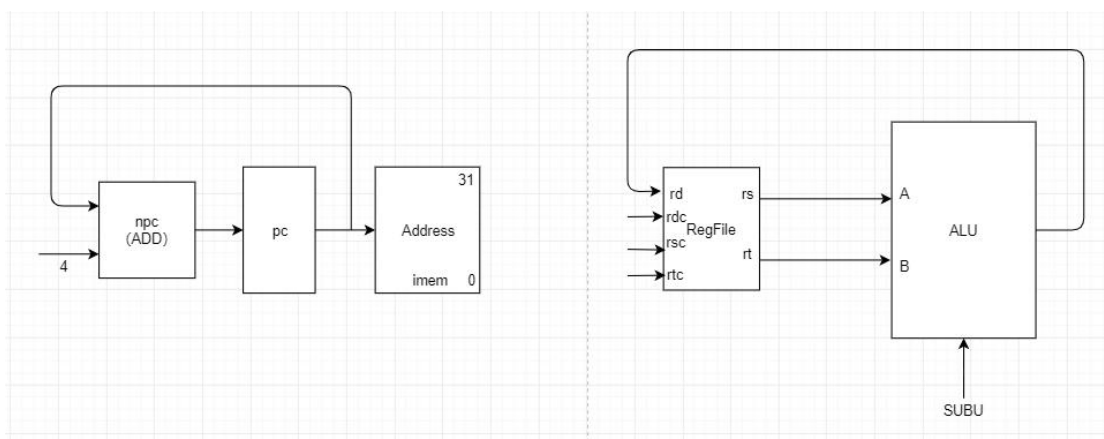 npc
(ADD)
4
pc
31
Address
imem 0
rd rs
rdc
RegFile
rsc
rt
rtc
A
ALU
B
SUBU